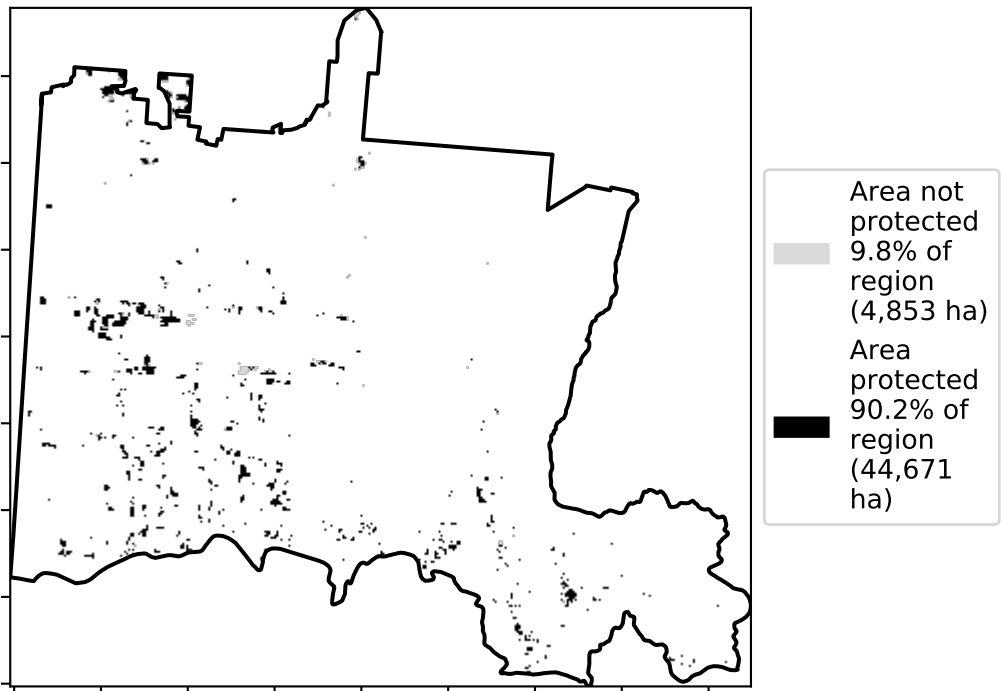 Area not
protected
9.8% of
region
(4,853 ha)
Area
protected
90.2% of
region
(44,671
ha)